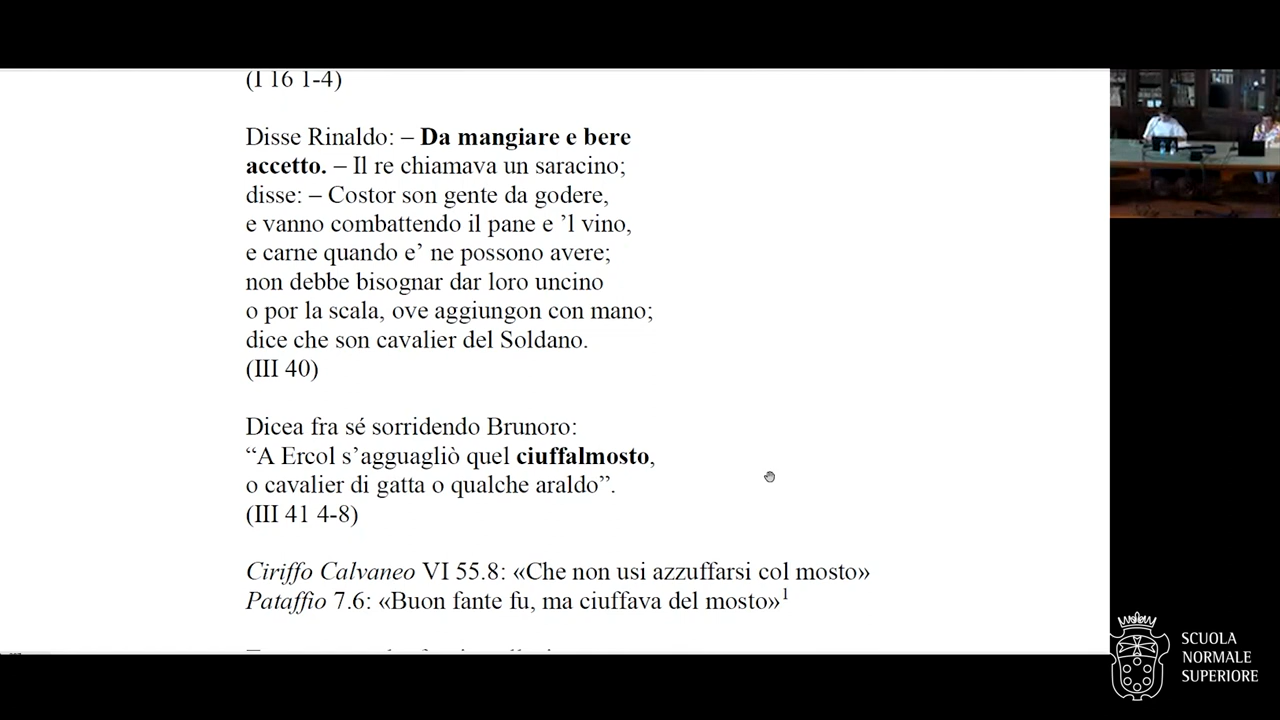 (I 16 1-4)
Disse Rinaldo: – Da mangiare e bere
accetto. – Il re chiamava un saracino;
disse: – Costor son gente da godere,
e vanno combattendo il pane e ’l vino,
e carne quando e’ ne possono avere;
non debbe bisognar dar loro uncino
o por la scala, ove aggiungon con mano;
dice che son cavalier del Soldano.
(III 40)
Dicea fra sé sorridendo Brunoro:
“A Ercol s’agguagliò quel ciuffalmosto,
o cavalier di gatta o qualche araldo”.
(III 41 4-8)
Ciriffo Calvaneo VI 55.8: «Che non usi azzuffarsi col mosto»
Pataffio 7.6: «Buon fante fu, ma ciuffava del mosto»1
SCUOLA
NORMALE
SUPERIORE